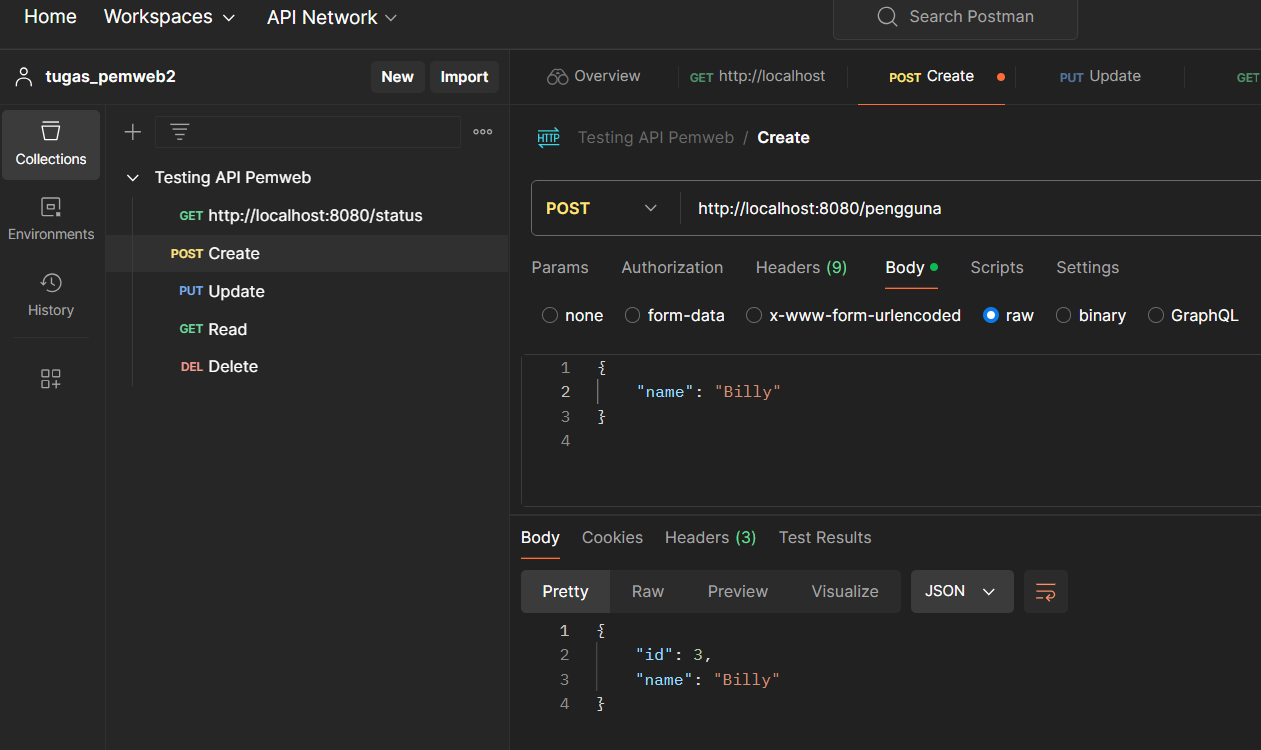 Home Workspaces API Network Search Postman
tugas_pemweb2 New Import Overview GET http://localhost POST Create PUT Update GET
Collections
Environments
History
Testing API Pemweb
GET http://localhost:8080/status
POST Create
PUT Update
GET Read
DEL Delete
HTTP Testing API Pemweb / Create
POST http://localhost:8080/pengguna
Params Authorization Headers (9) Body Scripts Settings
none form-data x-www-form-urlencoded raw binary GraphQL
1 {
2 "name": "Billy"
3 }
4
Body Cookies Headers (3) Test Results
Pretty Raw Preview Visualize JSON
1 {
2 "id": 3,
3 "name": "Billy"
4 }